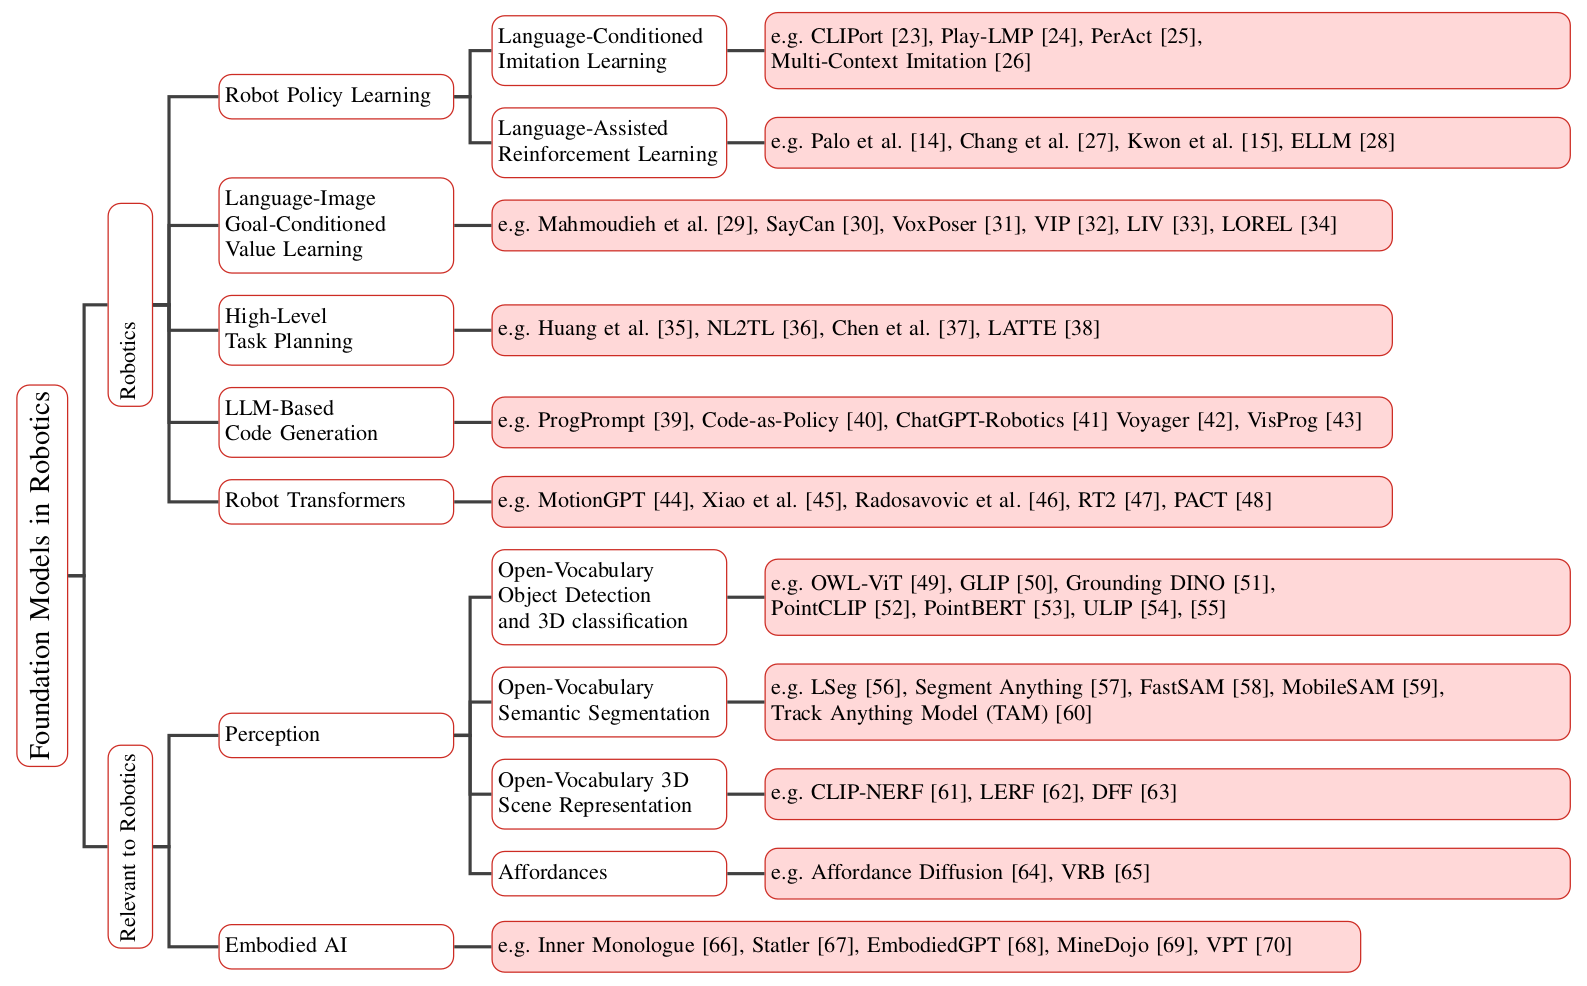 Foundation Models in Robotics
Robotics
Robot Policy Learning
Language-Conditioned
Imitation Learning
e.g. CLIPort [23], Play-LMP [24], PerAct [25],
Multi-Context Imitation [26]
Language-Assisted
Reinforcement Learning
e.g. Palo et al. [14], Chang et al. [27], Kwon et al. [15], ELLM [28]
Language-Image
Goal-Conditioned
Value Learning
e.g. Mahmoudieh et al. [29], SayCan [30], VoxPoser [31], VIP [32], LIV [33], LOREL [34]
High-Level
Task Planning
e.g. Huang et al. [35], NL2TL [36], Chen et al. [37], LATTE [38]
LLM-Based
Code Generation
e.g. ProgPrompt [39], Code-as-Policy [40], ChatGPT-Robotics [41] Voyager [42], VisProg [43]
Robot Transformers
e.g. MotionGPT [44], Xiao et al. [45], Radosavovic et al. [46], RT2 [47], PACT [48]
Relevant to Robotics
Perception
Open-Vocabulary
Object Detection
and 3D classification
e.g. OWL-ViT [49], GLIP [50], Grounding DINO [51],
PointCLIP [52], PointBERT [53], ULIP [54], [55]
Open-Vocabulary
Semantic Segmentation
e.g. LSeg [56], Segment Anything [57], FastSAM [58], MobileSAM [59],
Track Anything Model (TAM) [60]
Open-Vocabulary 3D
Scene Representation
e.g. CLIP-NERF [61], LERF [62], DFF [63]
Affordances
e.g. Affordance Diffusion [64], VRB [65]
Embodied AI
e.g. Inner Monologue [66], Statler [67], EmbodiedGPT [68], MineDojo [69], VPT [70]